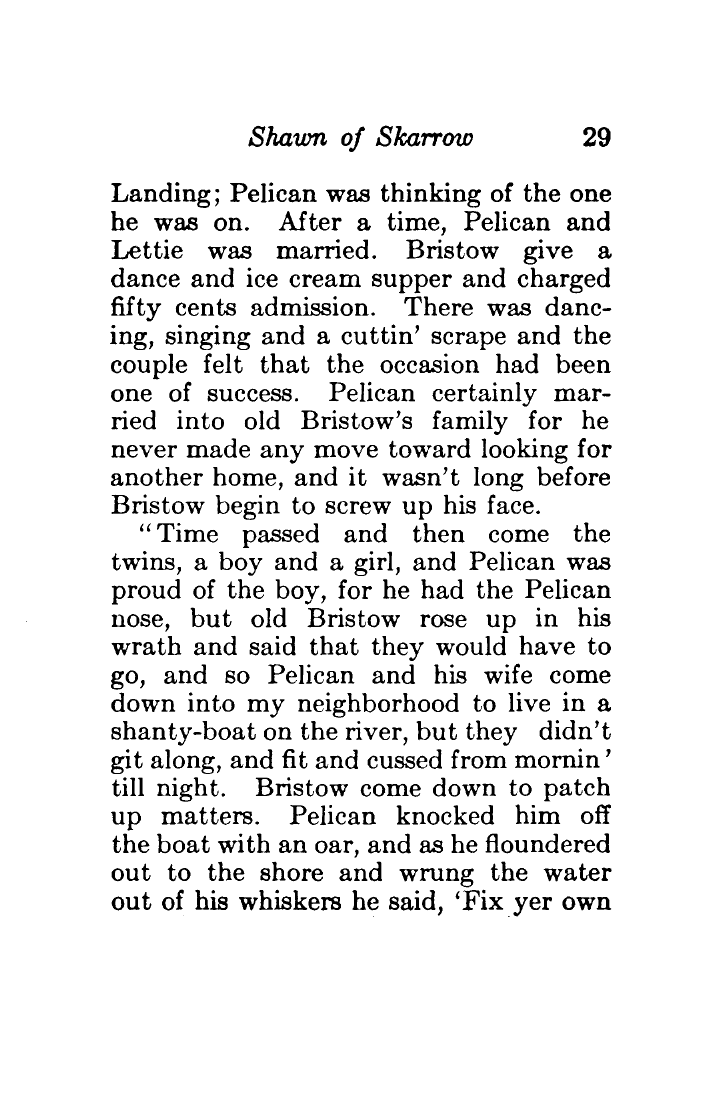 Shawn of Skarrow 29
Landing; Pelican was thinking of the one
he was on. After a time, Pelican and
Lettie was married. Bristow give a
dance and ice cream supper and charged
fifty cents admission. There was danc-
ing, singing and a cuttin' scrape and the
couple felt that the occasion had been
one of success. Pelican certainly mar-
ried into old Bristow's family for he
never made any move toward looking for
another home, and it wasn't long before
Bristow begin to screw up his face.
"Time passed and then come the
twins, a boy and a girl, and Pelican was
proud of the boy, for he had the Pelican
nose, but old Bristow rose up in his
wrath and said that they would have to
go, and so Pelican and his wife come
down into my neighborhood to live in a
shanty-boat on the river, but they didn't
git along, and fit and cussed from mornin'
till night. Bristow come down to patch
up matters. Pelican knocked him off
the boat with an oar, and as he floundered
out to the shore and wrung the water
out of his whiskers he said, 'Fix yer own